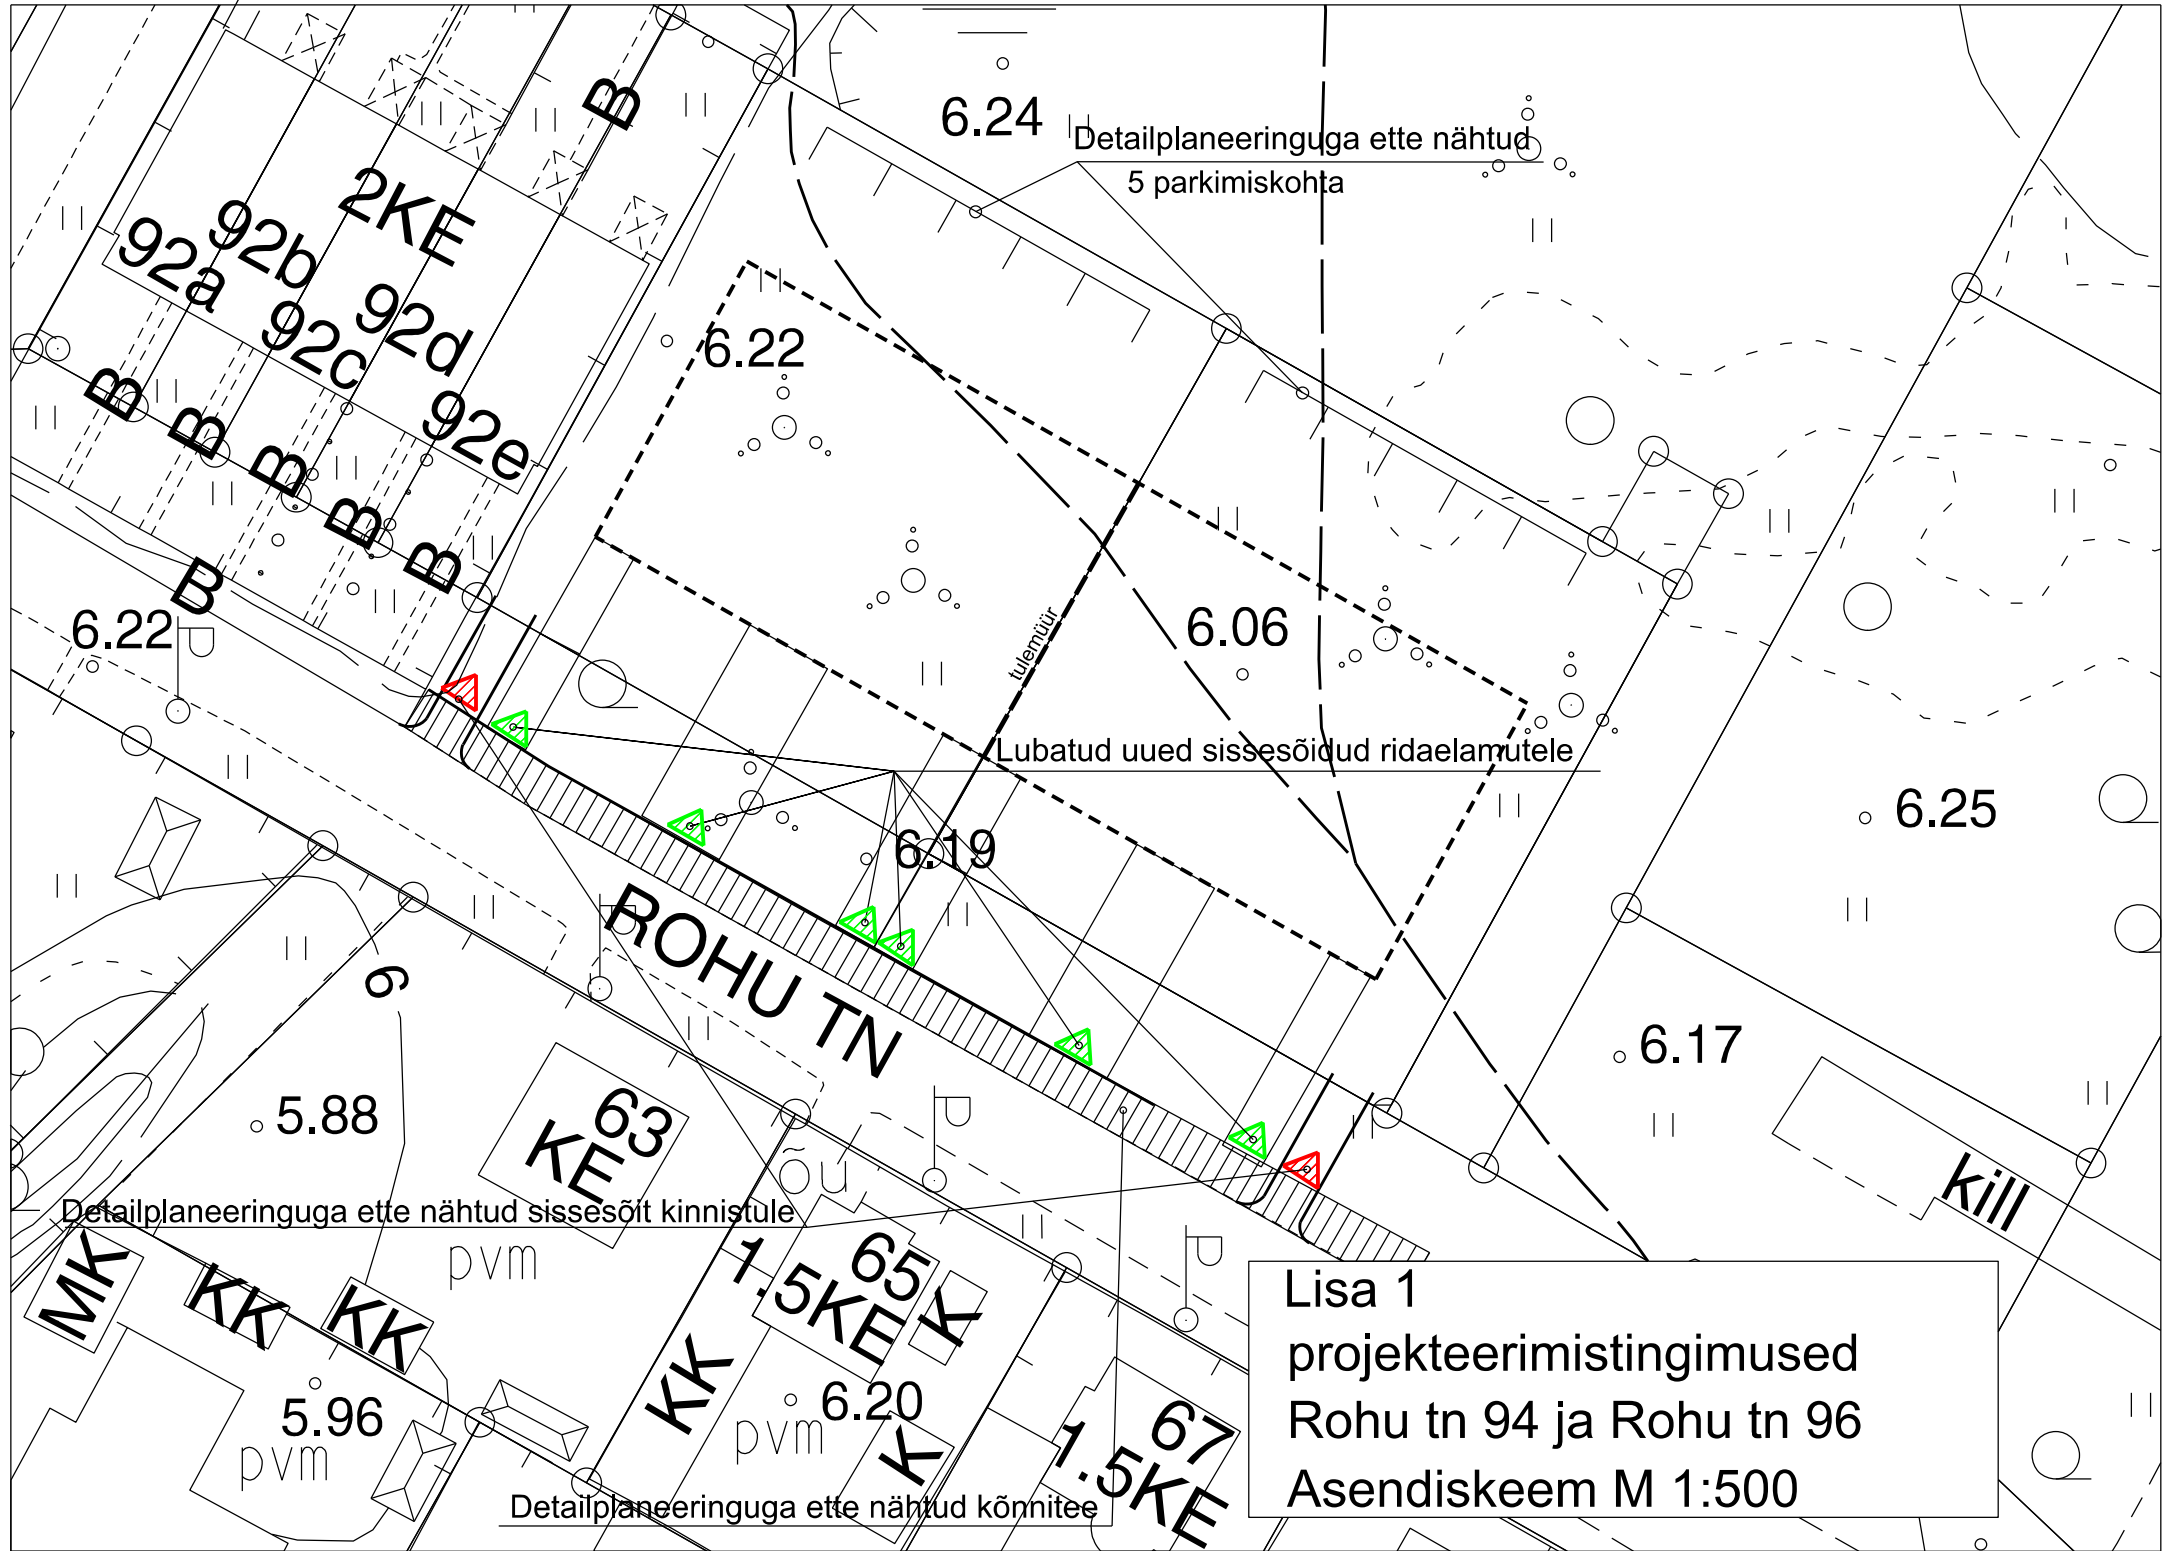 6.24
Detailplaneeringuga ette nähtud
5 parkimiskohta
B
2KE
92a
92b
92c
92d
92e
6.22
B
B
B
B
B
B
6.22
tulemüür
6.06
Lubatud uued sissesõidud ridaelamutele
6.19
6.25
ROHU TN
6
6.17
5.88
63
KE
õu
kill
Detailplaneeringuga ette nähtud sissesõit kinnistule
pvm
MK
KK
KK
65
1.5KE
K
KK
5.96
pvm
6.20
pvm
K
67
1.5KE
Detailplaneeringuga ette nähtud kõnnitee
Lisa 1
projekteerimistingimused
Rohu tn 94 ja Rohu tn 96
Asendiskeem M 1:500